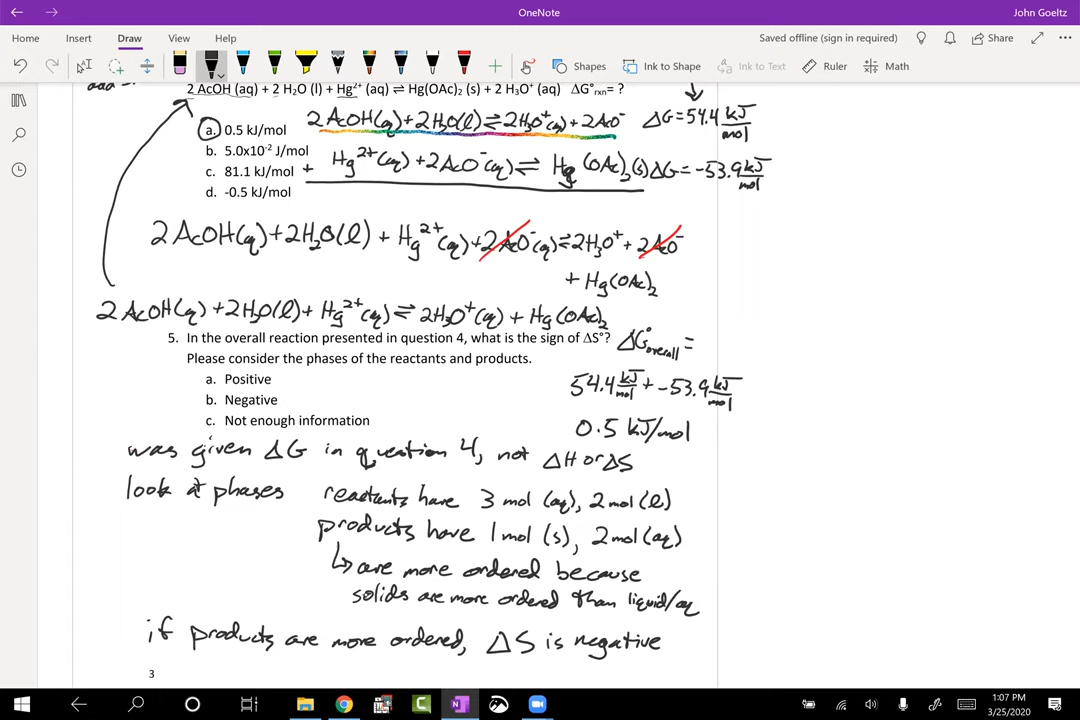 OneNote
John Goeltz
Home Insert Draw View Help
Saved offline (sign in required)
Share
Shapes
Ink to Shape
Ink to Text
Ruler
Math
2 AcOH (aq) + 2 H₂O (l) + Hg²⁺ (aq) ⇌ Hg(OAc)₂ (s) + 2 H₃O⁺ (aq) ΔG°rxn= ?
a. 0.5 kJ/mol
b. 5.0x10⁻² J/mol
c. 81.1 kJ/mol
d. -0.5 kJ/mol
2AcOH(aq)+2H₂O(l)⇌2H₃O⁺(aq)+2AcO⁻ ΔG=54.4 kJ/mol
+ Hg²⁺(aq)+2AcO⁻(aq)⇌ Hg(OAc)₂(s) ΔG=-53.9 kJ/mol
2AcOH(aq)+2H₂O(l)+Hg²⁺(aq)+2AcO⁻(aq)⇌2H₃O⁺+2AcO⁻
+ Hg(OAc)₂
2AcOH(aq)+2H₂O(l)+Hg²⁺(aq)⇌2H₃O⁺(aq)+Hg(OAc)₂
5. In the overall reaction presented in question 4, what is the sign of ΔS°?
Please consider the phases of the reactants and products.
a. Positive
b. Negative
c. Not enough information
ΔG°overall =
54.4 kJ/mol + -53.9 kJ/mol
0.5 kJ/mol
was given ΔG in question 4, not ΔH or ΔS
look at phases reactants have 3 mol (aq), 2 mol (l)
products have 1 mol (s), 2 mol (aq)
↳ are more ordered because
solids are more ordered than liquid/aq
if products are more ordered, ΔS is negative
3
1:07 PM
3/25/2020